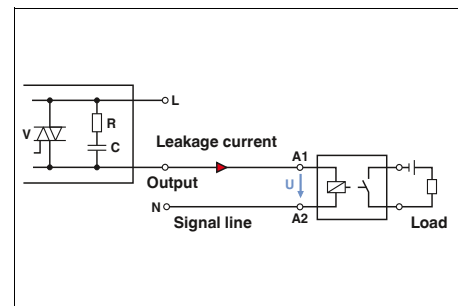 L
V
R
C
Leakage current
A1
Output
U
N
Signal line
A2
Load